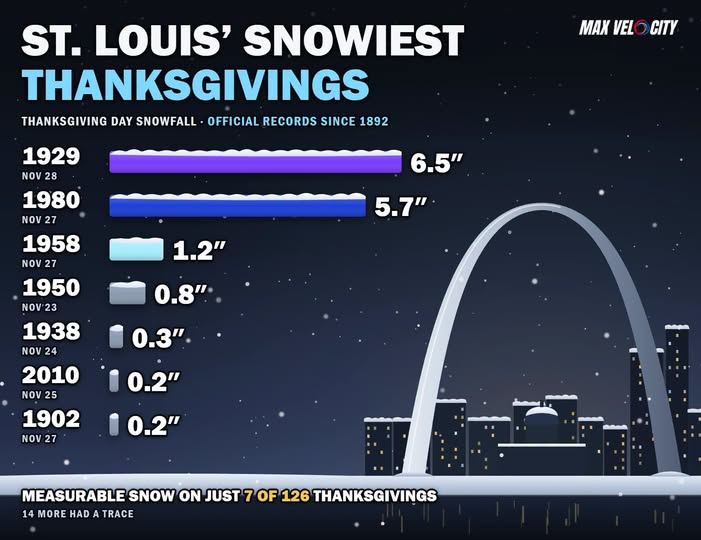 ST. LOUIS’ SNOWIEST
MAX VELOCITY
THANKSGIVINGS
THANKSGIVING DAY SNOWFALL · OFFICIAL RECORDS SINCE 1892
1929
NOV 28
6.5″
1980
NOV 27
5.7″
1958
NOV 27
1.2″
1950
NOV 23
0.8″
1938
NOV 24
0.3″
2010
NOV 25
0.2″
1902
NOV 27
0.2″
MEASURABLE SNOW ON JUST 7 OF 126 THANKSGIVINGS
14 MORE HAD A TRACE